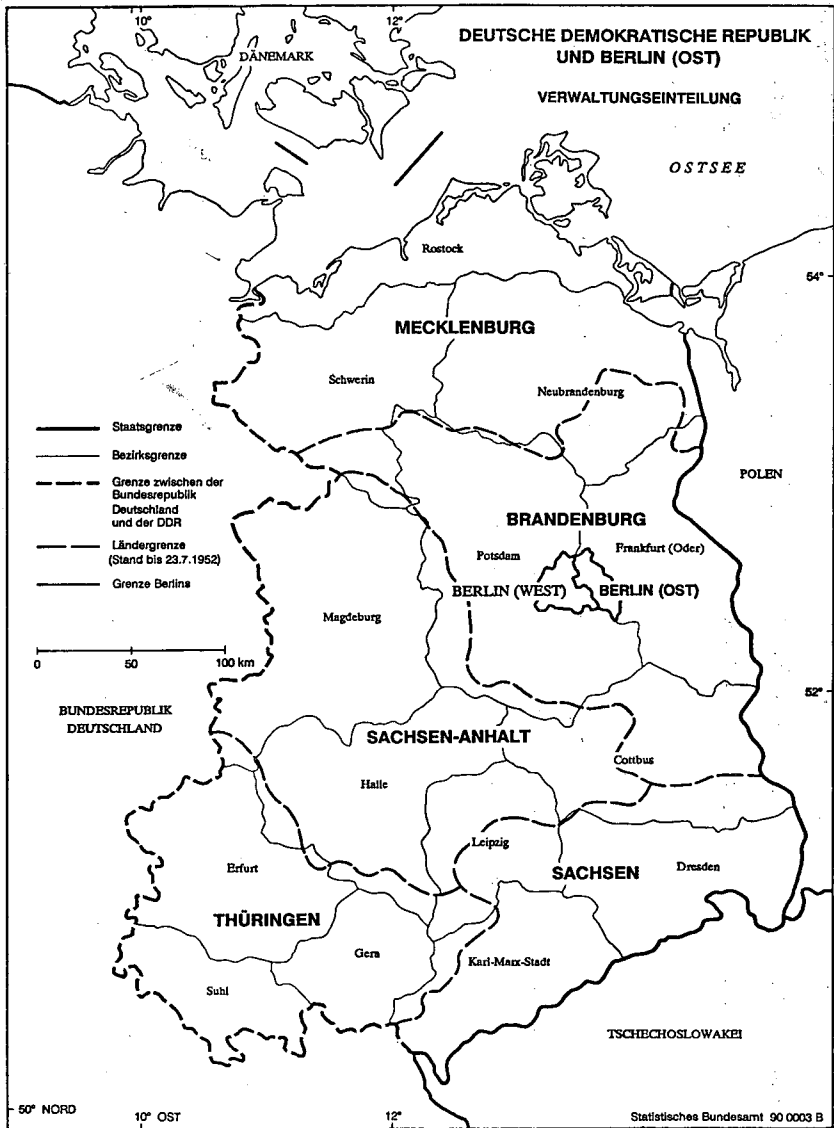 10°
12°
DEUTSCHE DEMOKRATISCHE REPUBLIK
UND BERLIN (OST)
VERWALTUNGSEINTEILUNG
DÄNEMARK
OSTSEE
Rostock
54°
MECKLENBURG
Schwerin
Neubrandenburg
Staatsgrenze
Bezirksgrenze
Grenze zwischen der
Bundesrepublik
Deutschland
und der DDR
Ländergrenze
(Stand bis 23.7.1952)
Grenze Berlins
0 50 100 km
POLEN
BRANDENBURG
Potsdam
Frankfurt (Oder)
BERLIN (WEST)
BERLIN (OST)
Magdeburg
52°
BUNDESREPUBLIK
DEUTSCHLAND
SACHSEN-ANHALT
Cottbus
Halle
Leipzig
Erfurt
SACHSEN
Dresden
THÜRINGEN
Gera
Karl-Marx-Stadt
Suhl
TSCHECHOSLOWAKEI
50° NORD
10° OST
12°
Statistisches Bundesamt 90 0003 B